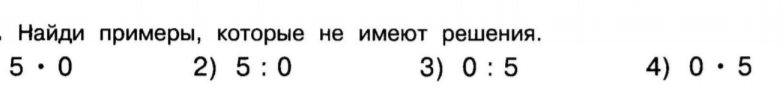 . Найди примеры, которые не имеют решения.
5 · 0 2) 5 : 0 3) 0 : 5 4) 0 · 5